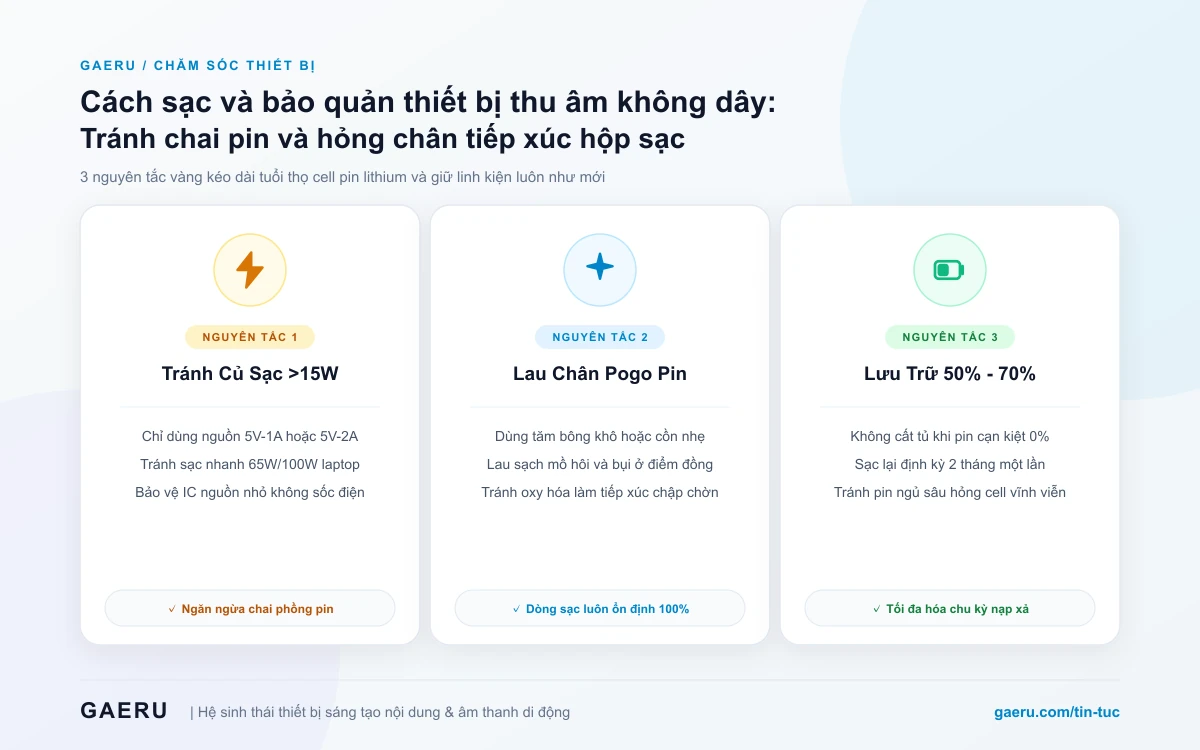 GAERU / CHĂM SÓC THIẾT BỊ
Cách sạc và bảo quản thiết bị thu âm không dây:
Tránh chai pin và hỏng chân tiếp xúc hộp sạc
3 nguyên tắc vàng kéo dài tuổi thọ cell pin lithium và giữ linh kiện luôn như mới
NGUYÊN TẮC 1
Tránh Củ Sạc >15W
Chỉ dùng nguồn 5V-1A hoặc 5V-2A
Tránh sạc nhanh 65W/100W laptop
Bảo vệ IC nguồn nhỏ không sốc điện
✓ Ngăn ngừa chai phồng pin
NGUYÊN TẮC 2
Lau Chân Pogo Pin
Dùng tăm bông khô hoặc cồn nhẹ
Lau sạch mồ hôi và bụi ở điểm đồng
Tránh oxy hóa làm tiếp xúc chập chờn
✓ Dòng sạc luôn ổn định 100%
NGUYÊN TẮC 3
Lưu Trữ 50% - 70%
Không cất tủ khi pin cạn kiệt 0%
Sạc lại định kỳ 2 tháng một lần
Tránh pin ngủ sâu hỏng cell vĩnh viễn
✓ Tối đa hóa chu kỳ nạp xả
GAERU | Hệ sinh thái thiết bị sáng tạo nội dung & âm thanh di động
gaeru.com/tin-tuc